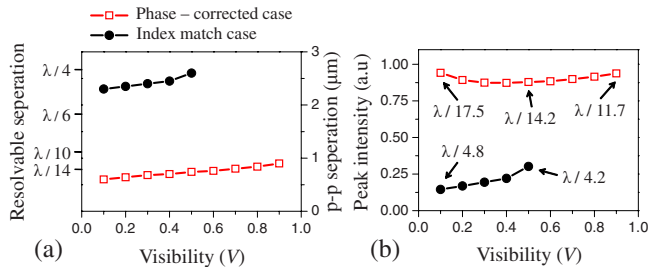 Phase – corrected case
Index match case
(a)
Resolvable seperation
λ / 4
λ / 6
λ / 10
λ / 14
3
2
1
0
p-p seperation (μm)
0.0 0.2 0.4 0.6 0.8 1.0
Visibility (V)
(b)
Peak intensity (a.u)
1.00
0.75
0.50
0.25
0.00
λ / 17.5
λ / 14.2
λ / 11.7
λ / 4.8
λ / 4.2
0.0 0.2 0.4 0.6 0.8 1.0
Visibility (V)